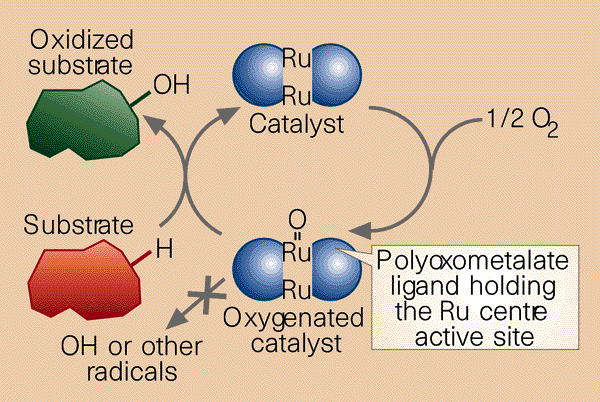 Oxidized
substrate
OH
Ru
Ru
Catalyst
1/2 O₂
Substrate
H
O
Ru
Ru
Oxygenated
catalyst
OH or other
radicals
Polyoxometalate
ligand holding
the Ru centre
active site